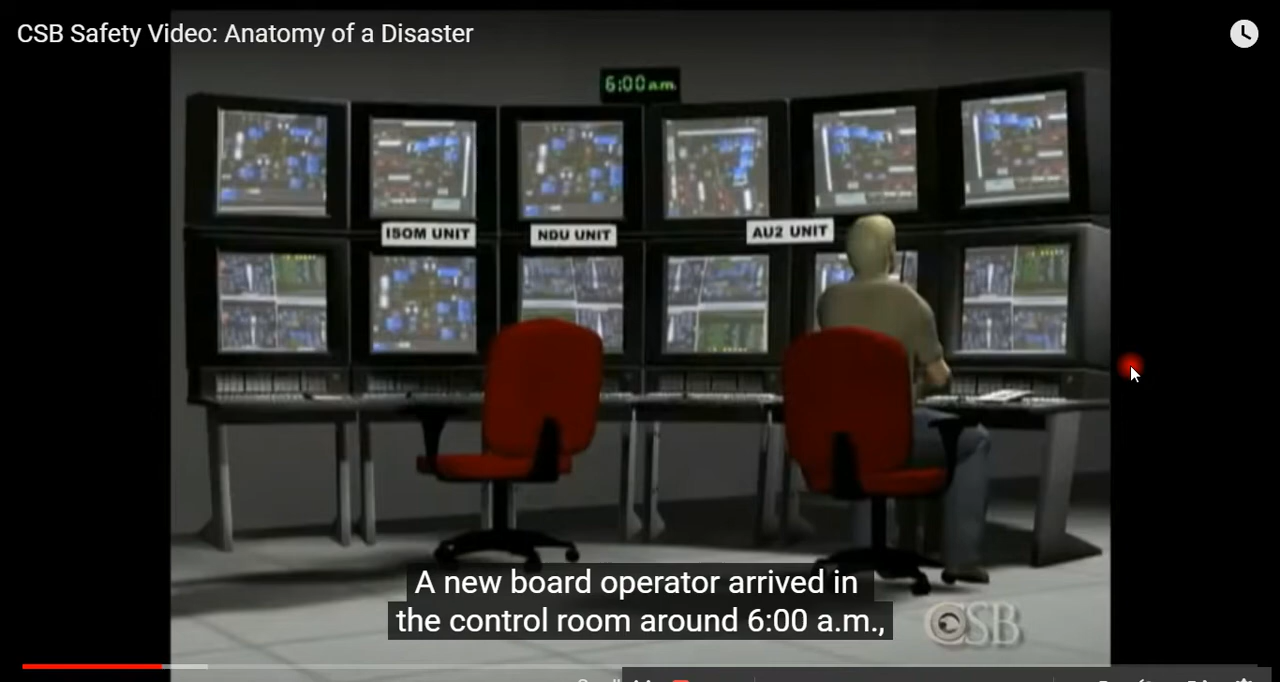 CSB Safety Video: Anatomy of a Disaster
6:00 a.m.
ISOM UNIT
NDU UNIT
AU2 UNIT
A new board operator arrived in
the control room around 6:00 a.m.,
CSB